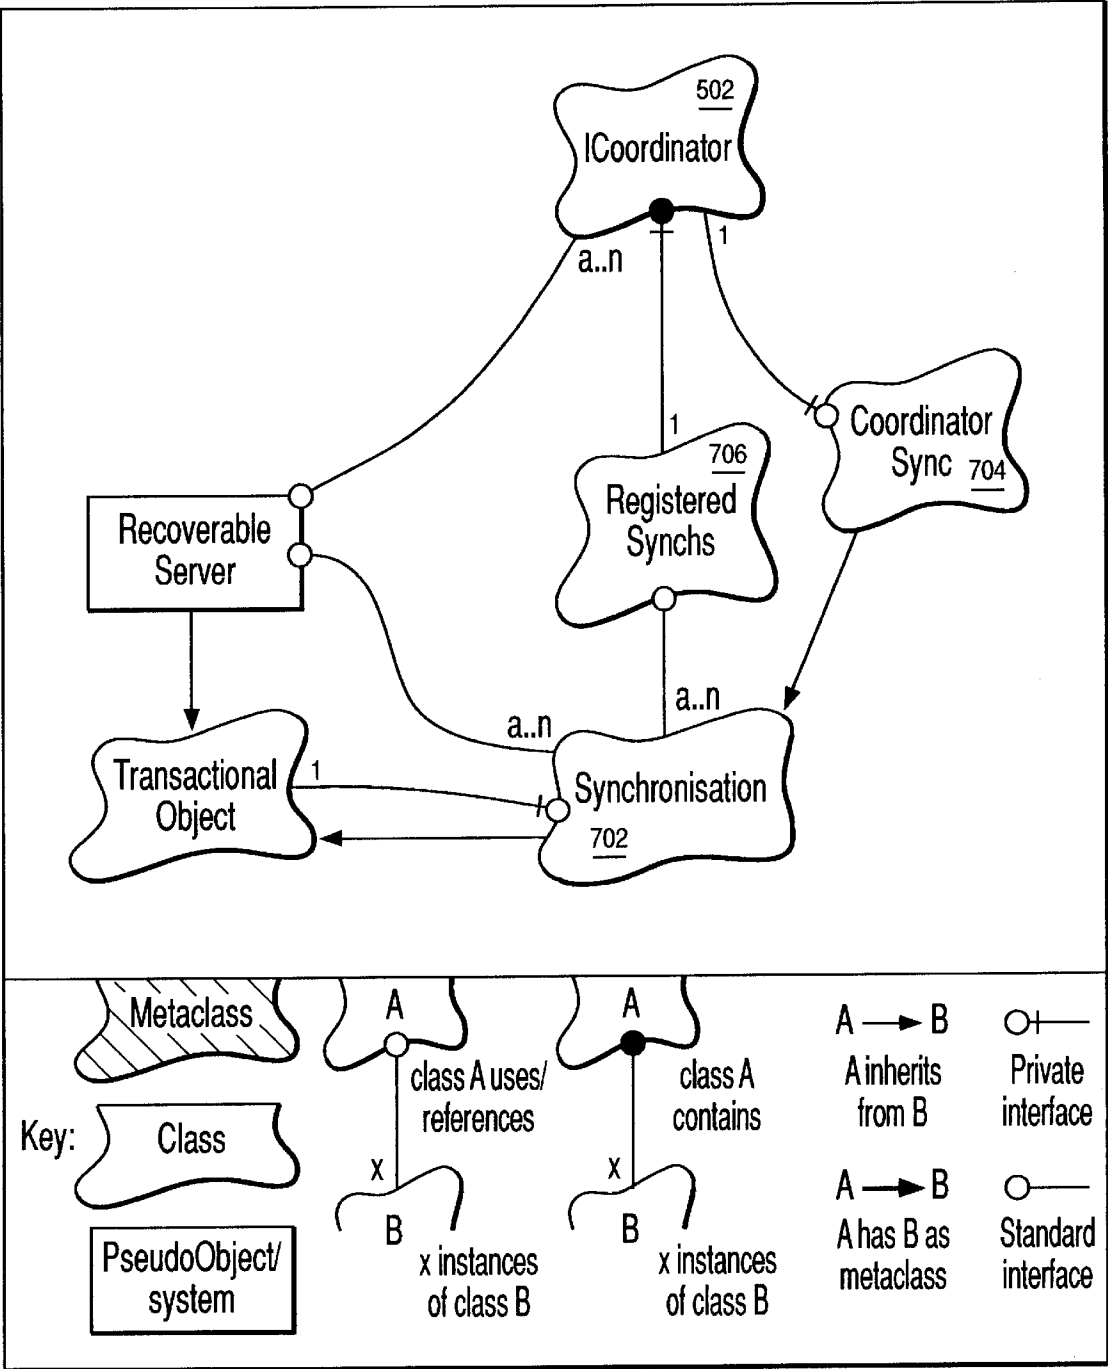 502
ICoordinator
a..n
1
1
Coordinator
Sync 704
706
Registered
Synchs
Recoverable
Server
a..n
a..n
1
Transactional
Object
Synchronisation
702
Metaclass
A
class A uses/
references
x
B
x instances
of class B
A
class A
contains
x
B
x instances
of class B
A B
A inherits
from B
Private
interface
Key:
Class
A B
A has B as
metaclass
Standard
interface
PseudoObject/
system